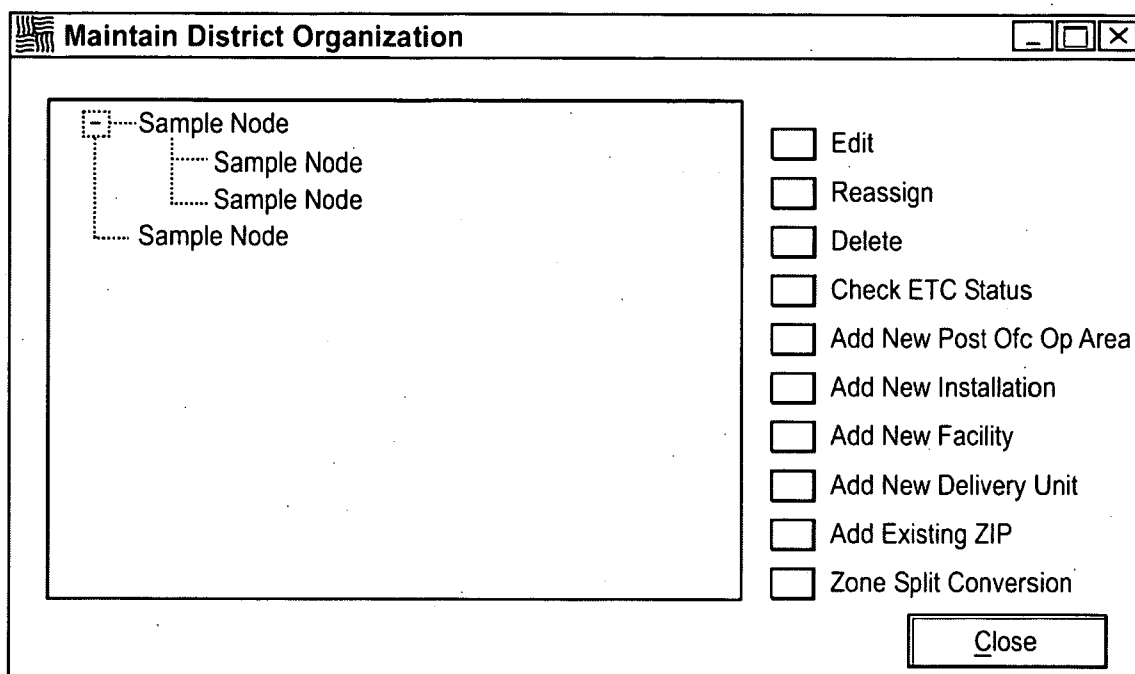 Maintain District Organization
Sample Node
Sample Node
Sample Node
Sample Node
Edit
Reassign
Delete
Check ETC Status
Add New Post Ofc Op Area
Add New Installation
Add New Facility
Add New Delivery Unit
Add Existing ZIP
Zone Split Conversion
Close